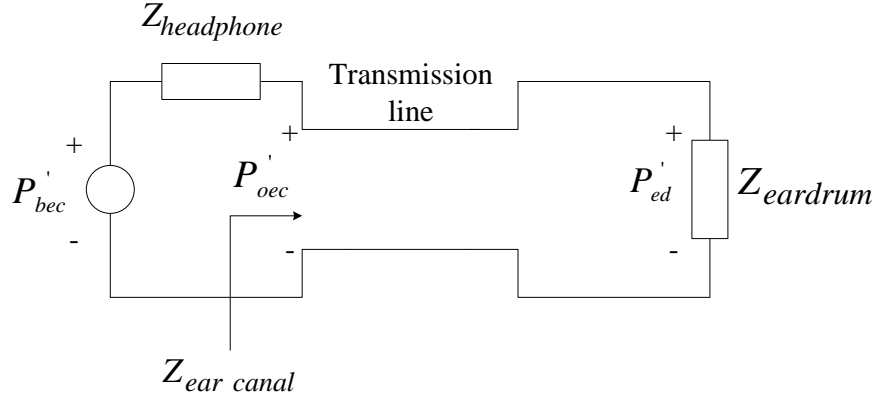 Z_headphone
Transmission
line
+
+
+
P'_bec
P'_oec
P'_ed
Z_eardrum
-
-
-
Z_ear canal